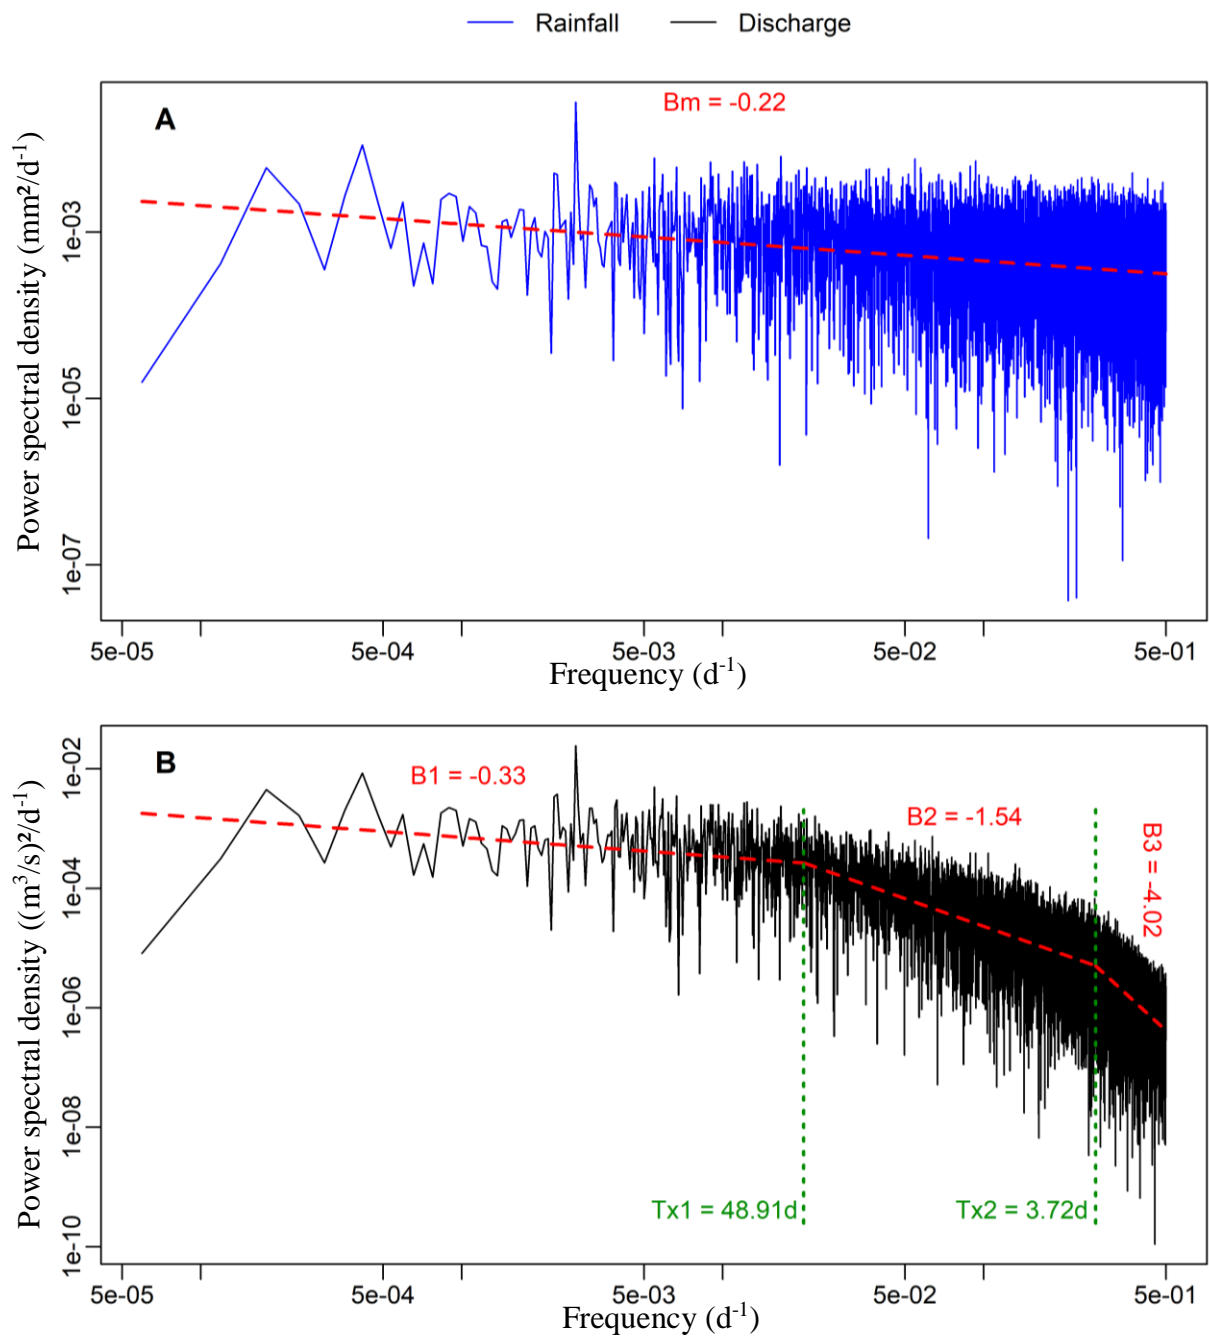 Rainfall Discharge
A
Bm = -0.22
Power spectral density (mm²/d⁻¹)
1e-03
1e-05
1e-07
5e-05 5e-04 5e-03 5e-02 5e-01
Frequency (d⁻¹)
B
B1 = -0.33
B2 = -1.54
B3 = -4.02
Power spectral density ((m³/s)²/d⁻¹)
1e-02
1e-04
1e-06
1e-08
1e-10
Tx1 = 48.91d
Tx2 = 3.72d
5e-05 5e-04 5e-03 5e-02 5e-01
Frequency (d⁻¹)